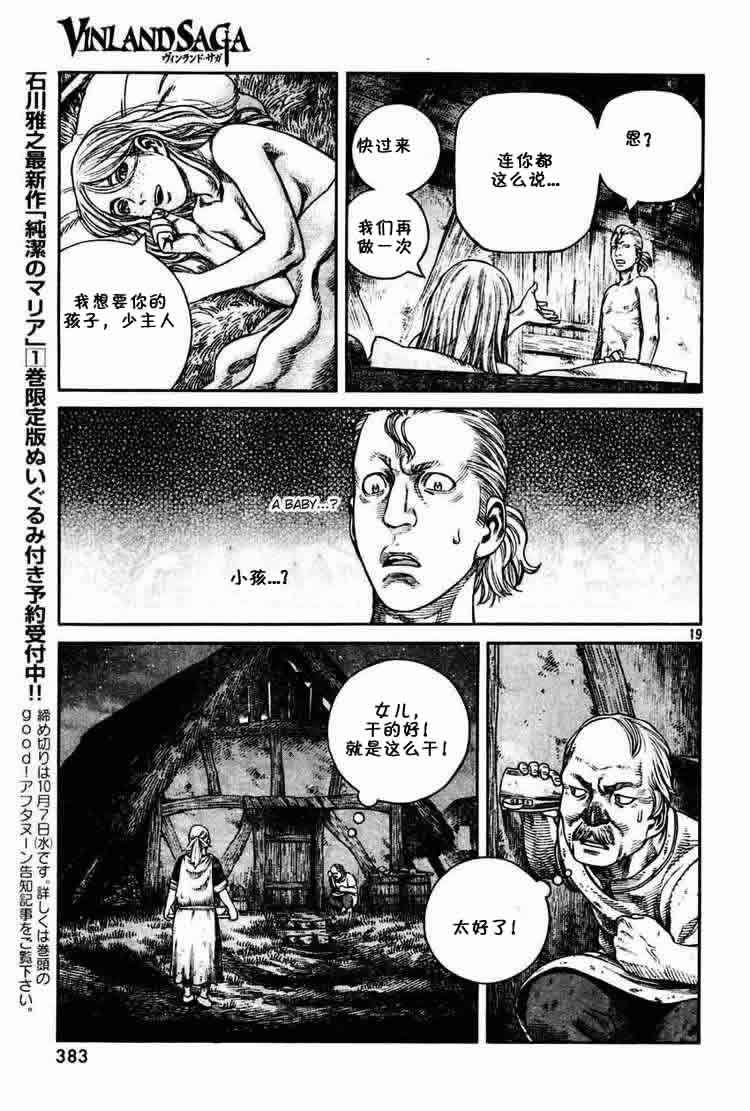 VINLAND SAGA
ヴィンランド・サガ
恩？
连你都
这么说...
快过来
我们再
做一次
我想要你的
孩子，少主人
A BABY...?
小孩...？
19
太好了！
女儿，
干的好！
就是这么干！
石川雅之最新作「純潔のマリア」1巻限定版ぬいぐるみ付き予約受付中!!
締め切りは10月7日(水)です。詳しくは巻頭の
good!アフタヌーン告知記事をご覧下さい。
383